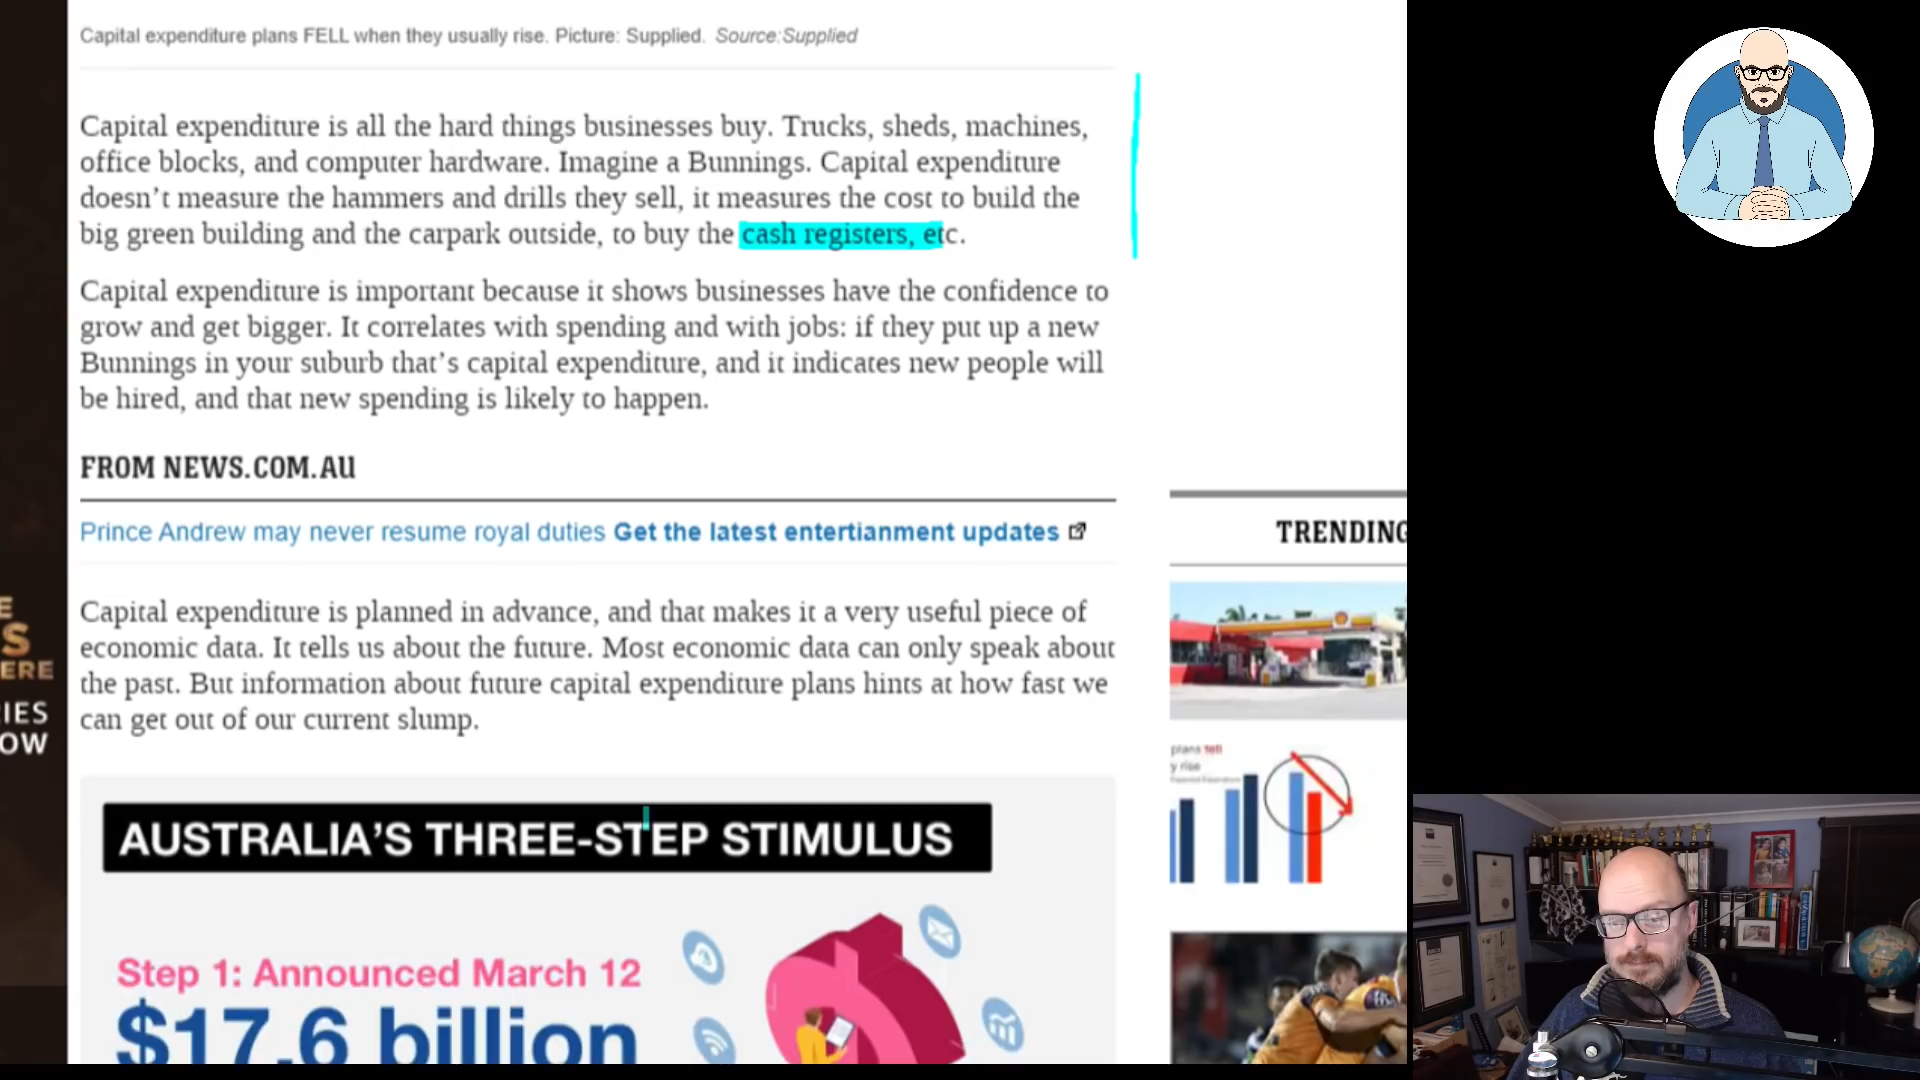 Capital expenditure plans FELL when they usually rise. Picture: Supplied. Source:Supplied
Capital expenditure is all the hard things businesses buy. Trucks, sheds, machines,
office blocks, and computer hardware. Imagine a Bunnings. Capital expenditure
doesn’t measure the hammers and drills they sell, it measures the cost to build the
big green building and the carpark outside, to buy the cash registers, etc.
Capital expenditure is important because it shows businesses have the confidence to
grow and get bigger. It correlates with spending and with jobs: if they put up a new
Bunnings in your suburb that’s capital expenditure, and it indicates new people will
be hired, and that new spending is likely to happen.
FROM NEWS.COM.AU
Prince Andrew may never resume royal duties Get the latest entertianment updates
Capital expenditure is planned in advance, and that makes it a very useful piece of
economic data. It tells us about the future. Most economic data can only speak about
the past. But information about future capital expenditure plans hints at how fast we
can get out of our current slump.
AUSTRALIA’S THREE-STEP STIMULUS
Step 1: Announced March 12
$17.6 billion
TRENDING
plans fell
y rise
E
S
ERE
IES
OW